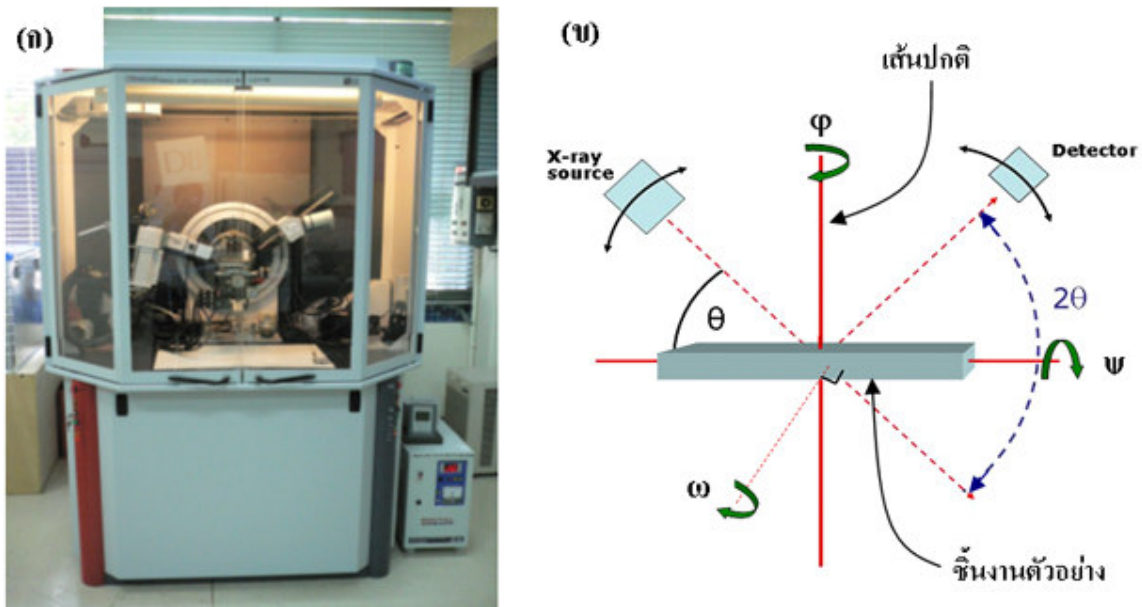 (ก)
(ข)
เส้นปกติ
φ
X-ray
source
Detector
θ
2θ
ψ
ω
ชิ้นงานตัวอย่าง